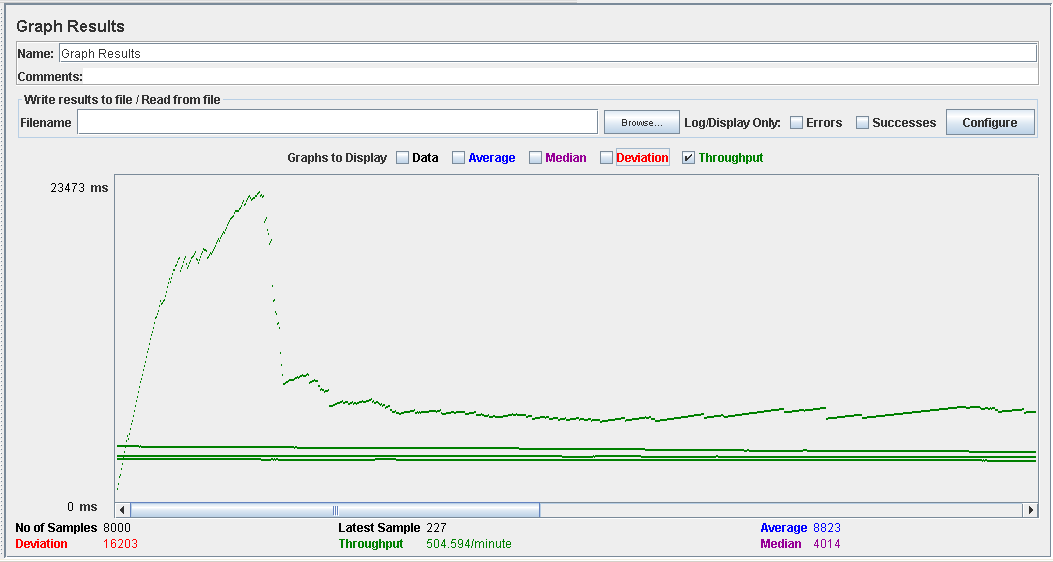 Graph Results
Name: Graph Results
Comments:
Write results to file / Read from file
Filename Browse... Log/Display Only: Errors Successes Configure
Graphs to Display Data Average Median Deviation Throughput
23473 ms
0 ms
No of Samples 8000 Latest Sample 227 Average 8823
Deviation 16203 Throughput 504.594/minute Median 4014